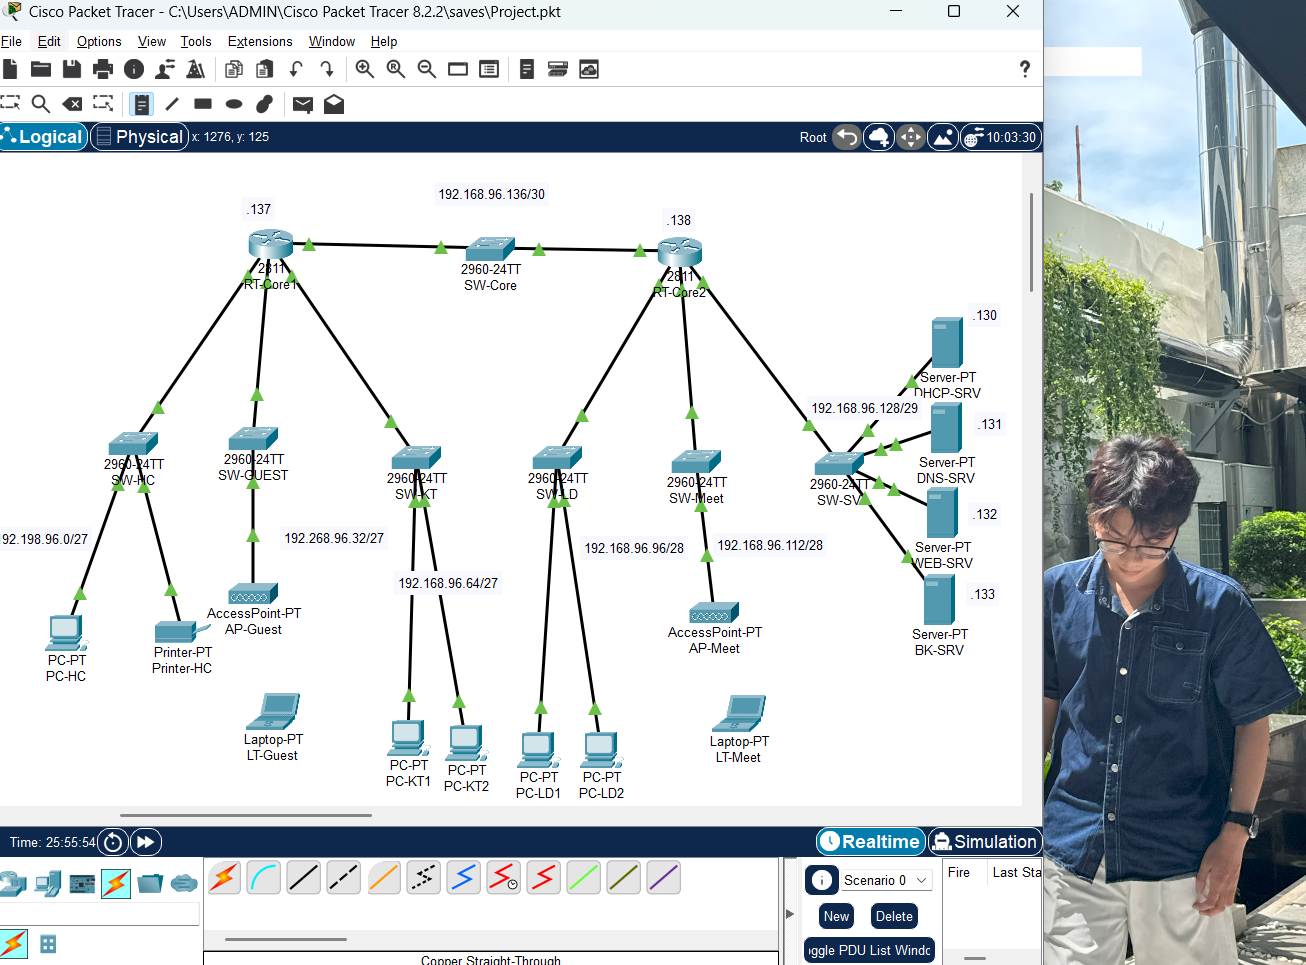 Cisco Packet Tracer - C:\Users\ADMIN\Cisco Packet Tracer 8.2.2\saves\Project.pkt
File Edit Options View Tools Extensions Window Help
?
Logical Physical x: 1276, y: 125
Root 10:03:30
192.168.96.136/30
.137
.138
2811
RT-Core1
2960-24TT
SW-Core
2811
RT-Core2
.130
Server-PT
DHCP-SRV
192.168.96.128/29
.131
Server-PT
DNS-SRV
2960-24TT
SW-HC
2960-24TT
SW-GUEST
2960-24TT
SW-KT
2960-24TT
SW-LD
2960-24TT
SW-Meet
2960-24TT
SW-SV
.132
Server-PT
WEB-SRV
92.198.96.0/27
192.268.96.32/27
192.168.96.96/28
192.168.96.112/28
192.168.96.64/27
.133
Server-PT
BK-SRV
AccessPoint-PT
AP-Guest
AccessPoint-PT
AP-Meet
PC-PT
PC-HC
Printer-PT
Printer-HC
Laptop-PT
LT-Guest
PC-PT
PC-KT1
PC-PT
PC-KT2
PC-PT
PC-LD1
PC-PT
PC-LD2
Laptop-PT
LT-Meet
Time: 25:55:54
Realtime Simulation
Scenario 0
Fire Last Sta
New Delete
oggle PDU List Windo
Copper Straight-Through